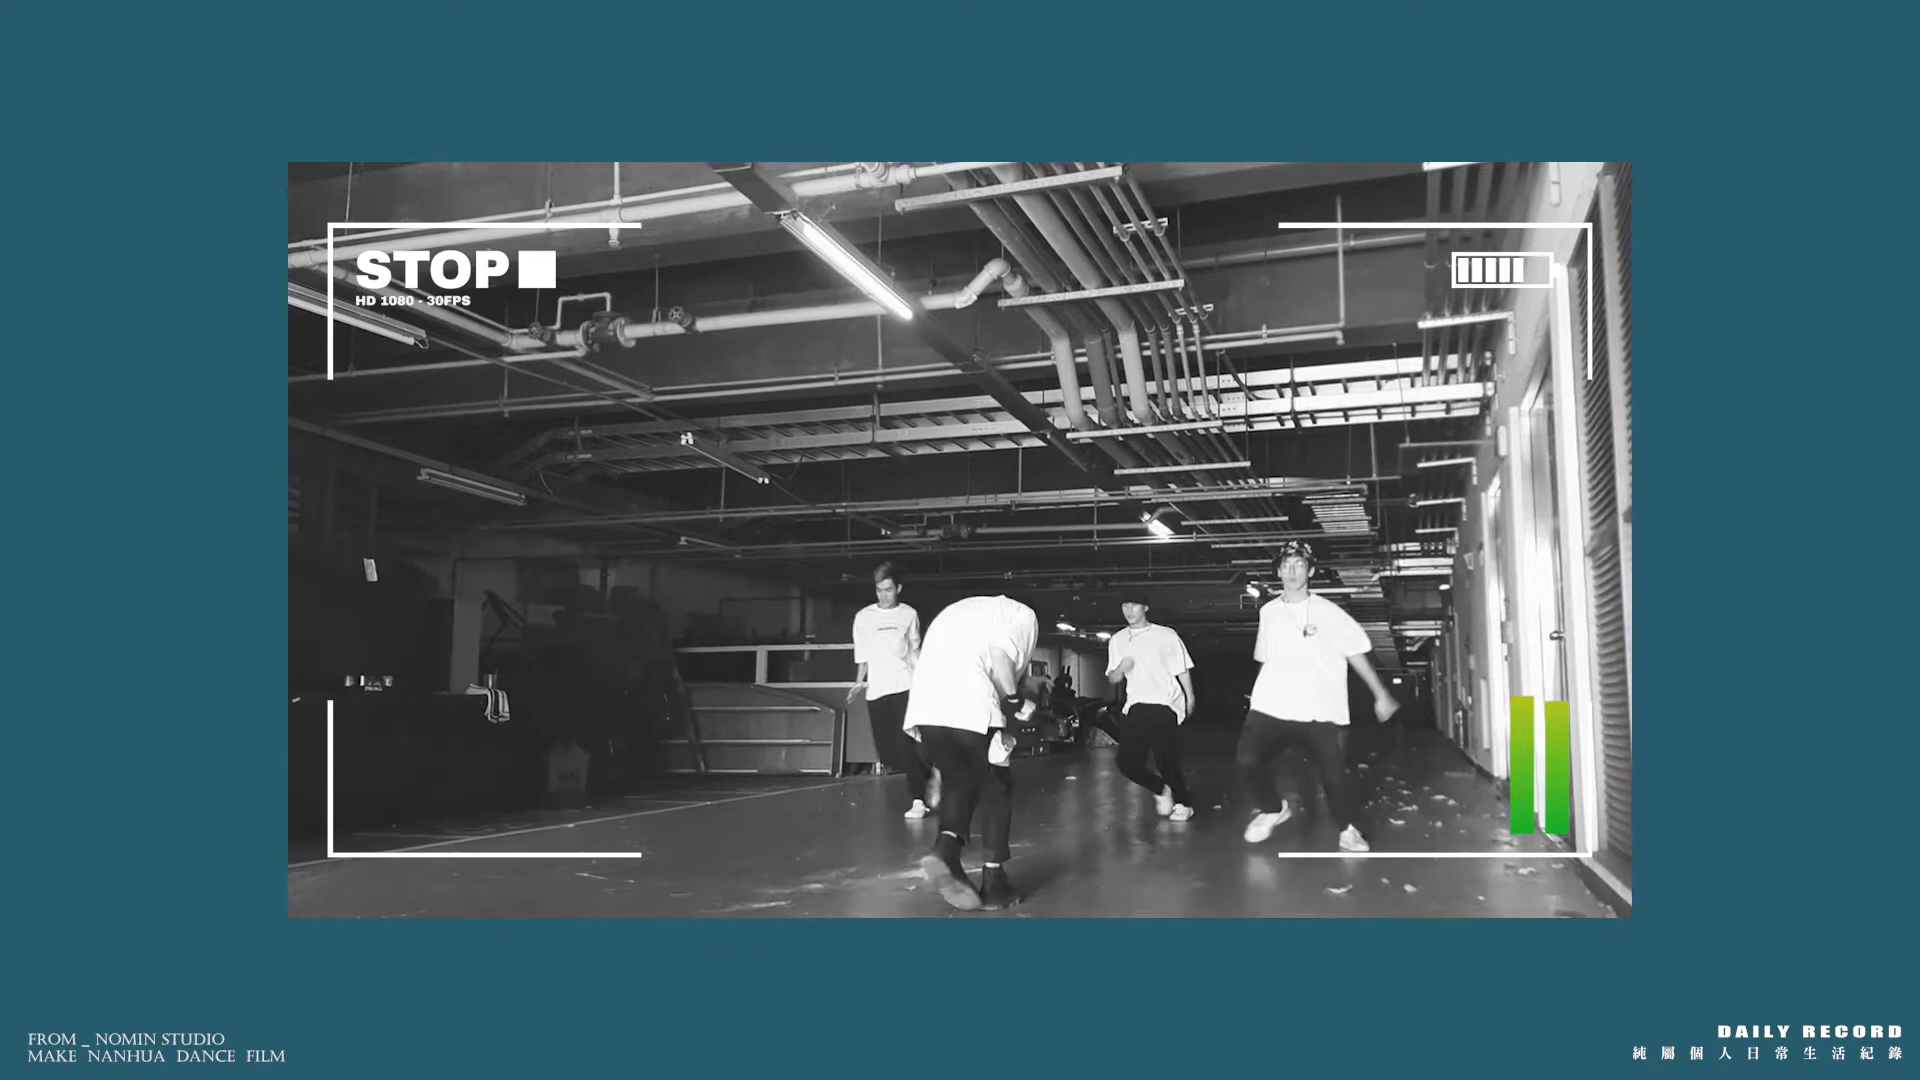 STOP
HD 1080 - 30FPS
FROM _ NOMIN STUDIO
MAKE NANHUA DANCE FILM
DAILY RECORD
純屬個人日常生活紀錄